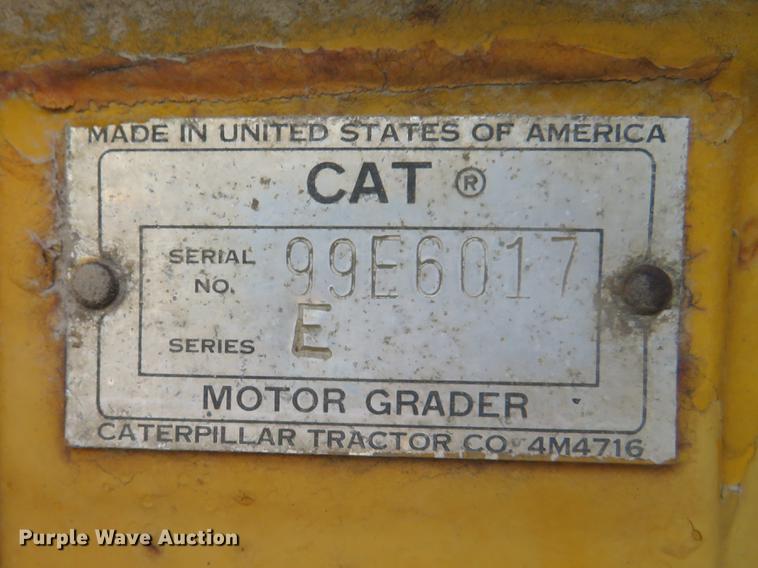 MADE IN UNITED STATES OF AMERICA
CAT ®
SERIAL NO. 99E6017
SERIES E
MOTOR GRADER
CATERPILLAR TRACTOR CO. 4M4716
Purple Wave Auction®